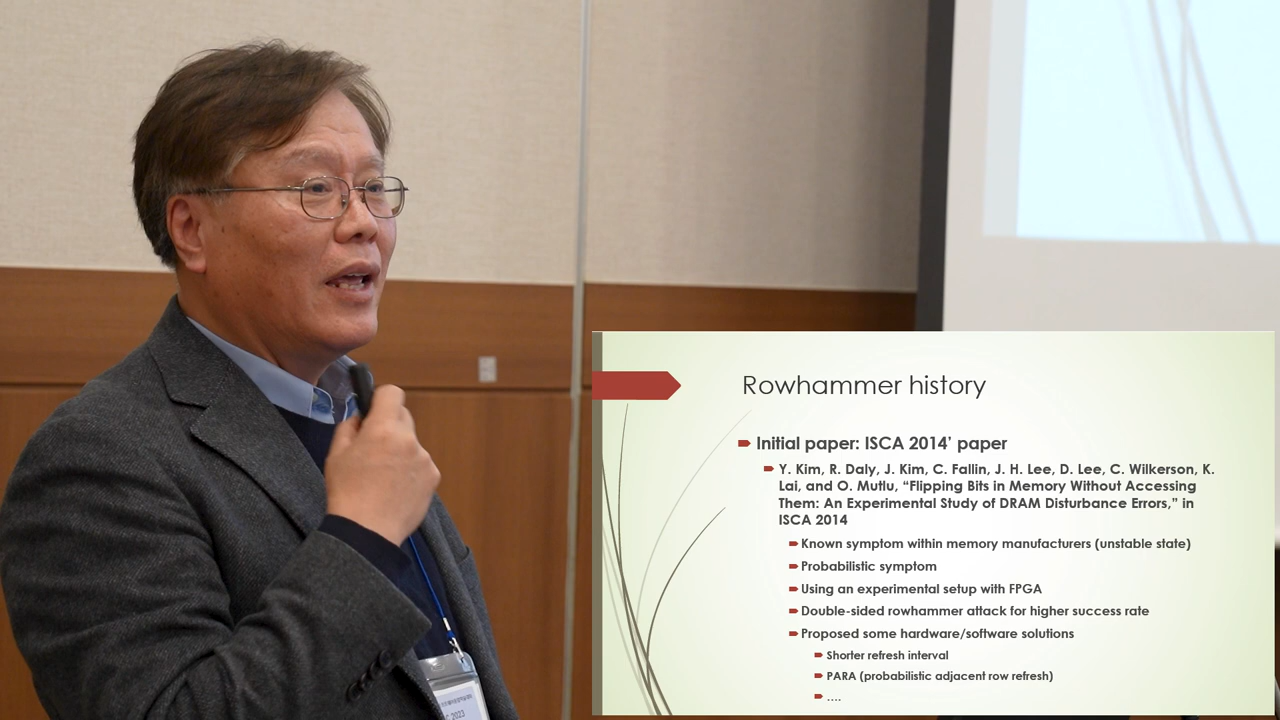 Rowhammer history
Initial paper: ISCA 2014’ paper
Y. Kim, R. Daly, J. Kim, C. Fallin, J. H. Lee, D. Lee, C. Wilkerson, K.
Lai, and O. Mutlu, “Flipping Bits in Memory Without Accessing
Them: An Experimental Study of DRAM Disturbance Errors,” in
ISCA 2014
Known symptom within memory manufacturers (unstable state)
Probabilistic symptom
Using an experimental setup with FPGA
Double-sided rowhammer attack for higher success rate
Proposed some hardware/software solutions
Shorter refresh interval
PARA (probabilistic adjacent row refresh)
....
2023